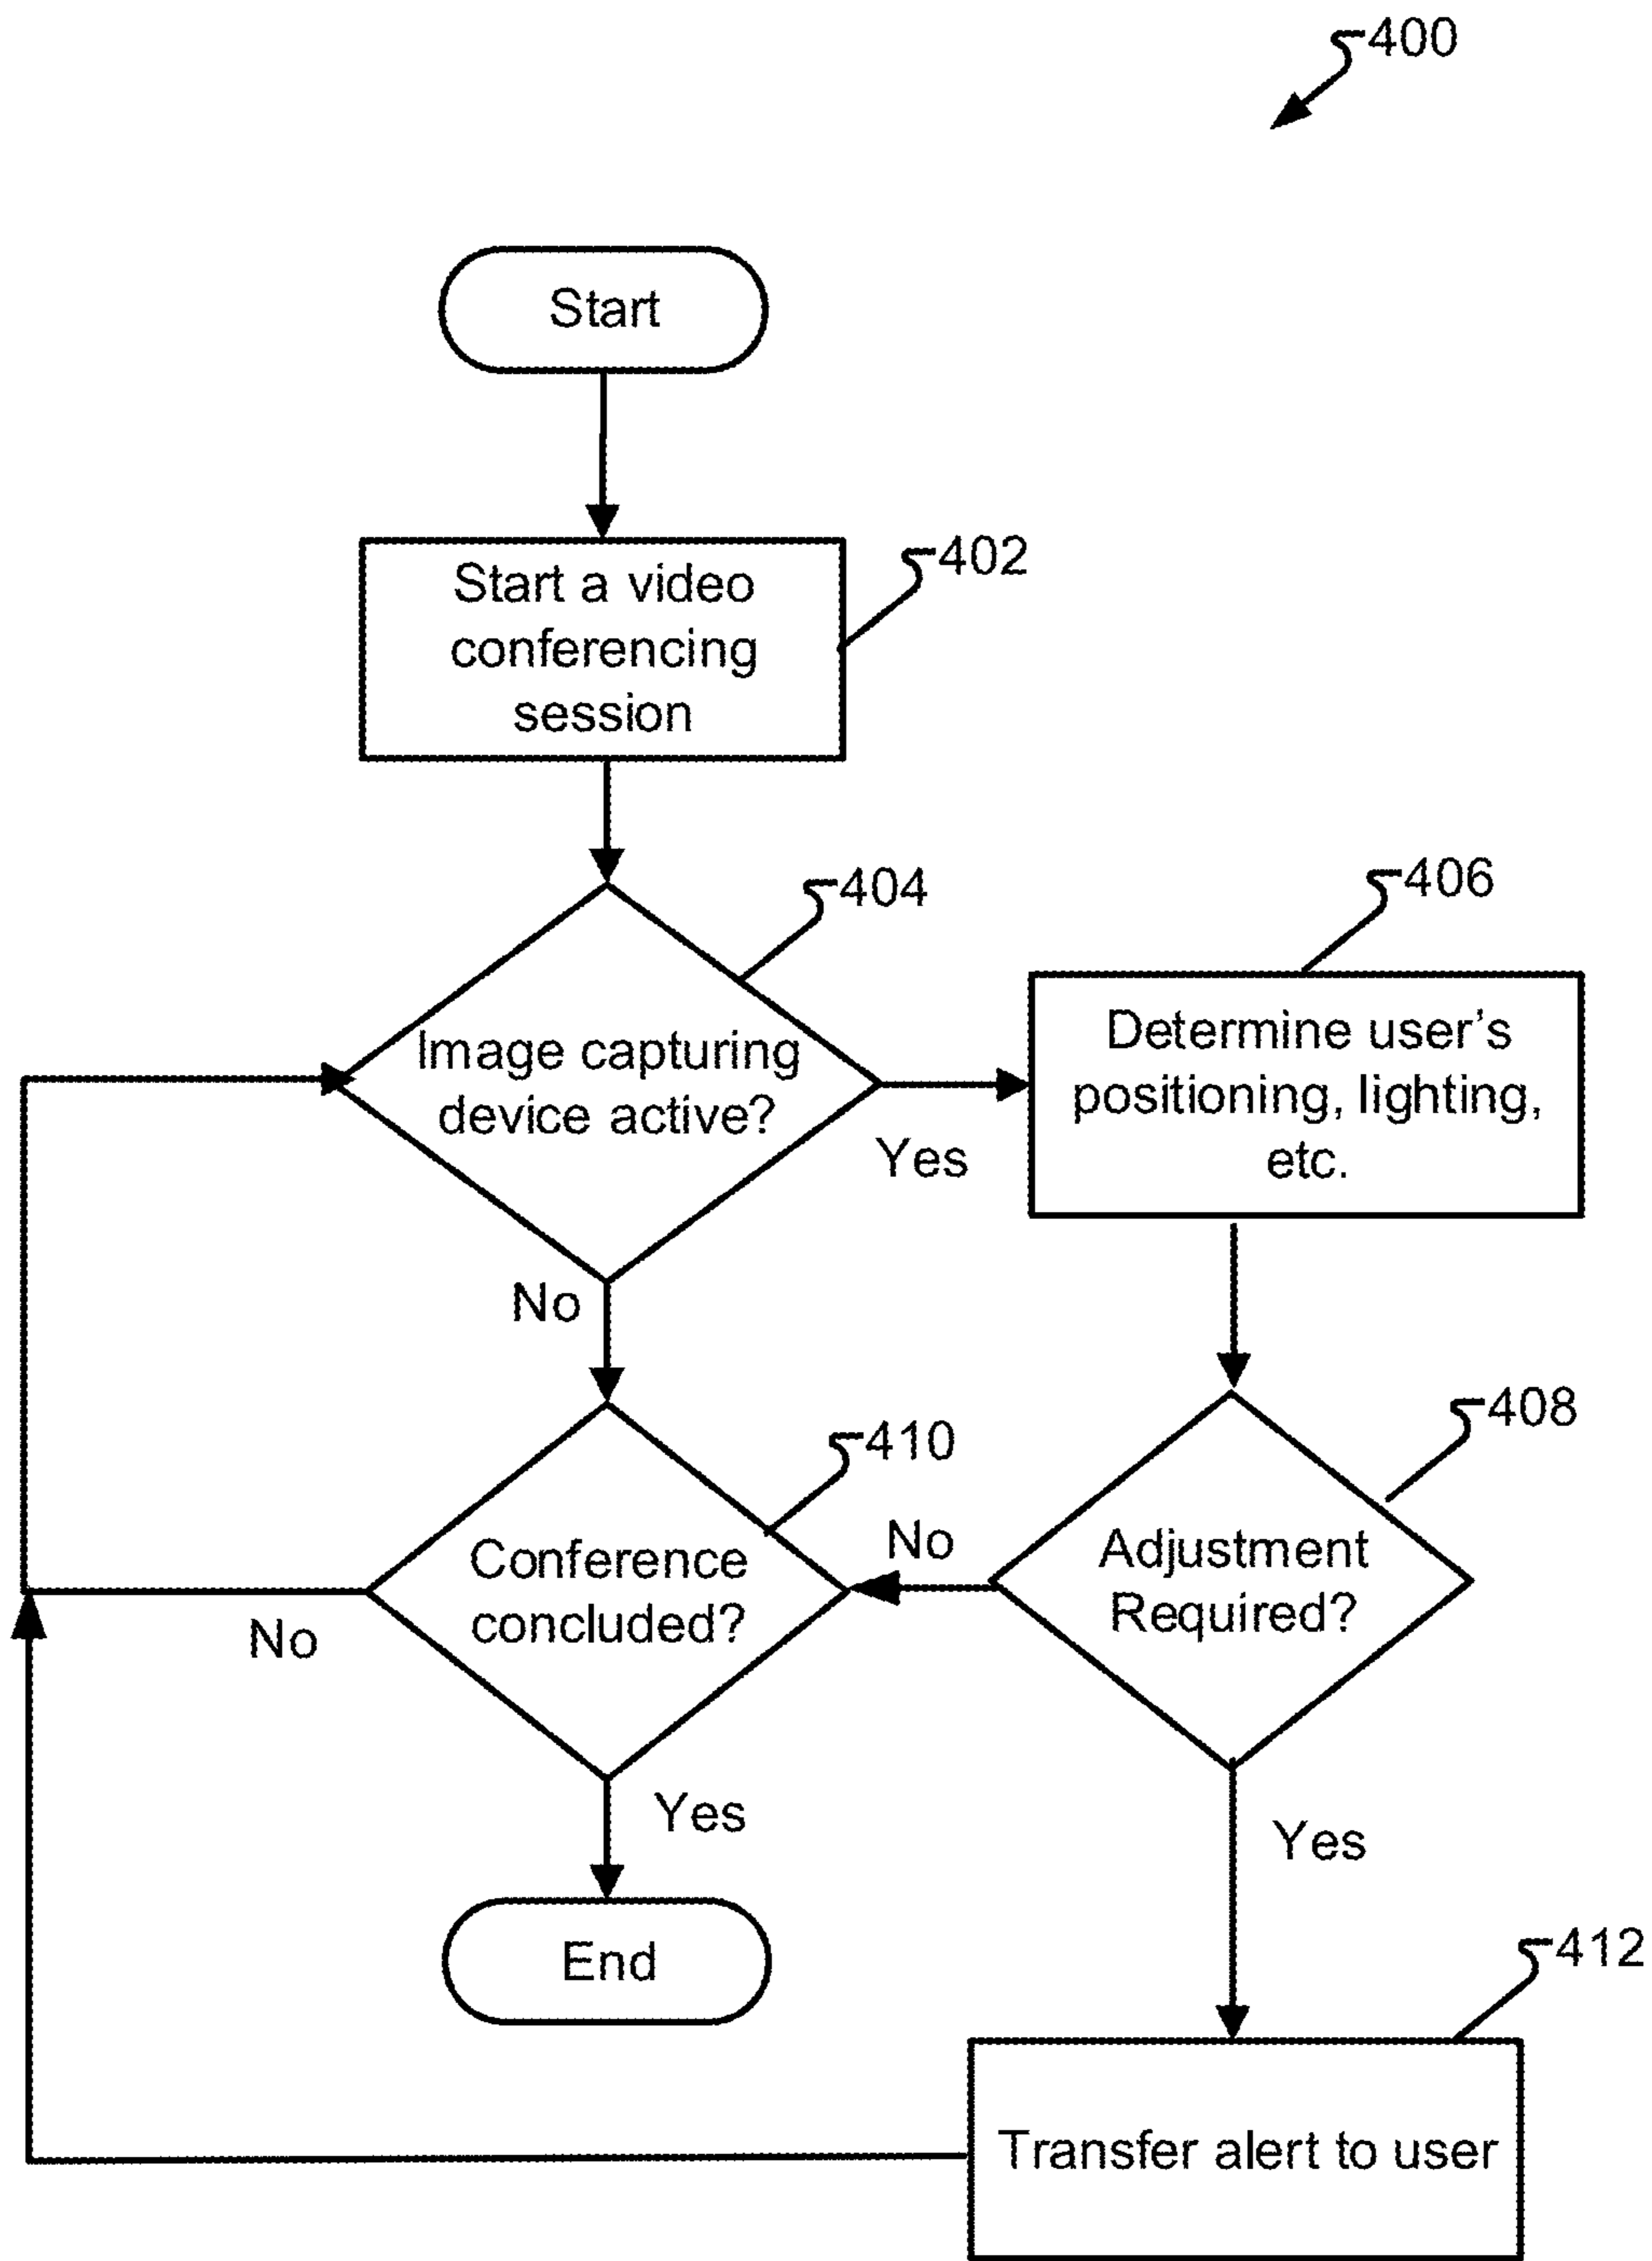 400
Start
402
Start a video
conferencing
session
404
Image capturing
device active?
Yes
No
406
Determine user’s
positioning, lighting,
etc.
408
Adjustment
Required?
No
Yes
410
Conference
concluded?
No
Yes
End
412
Transfer alert to user